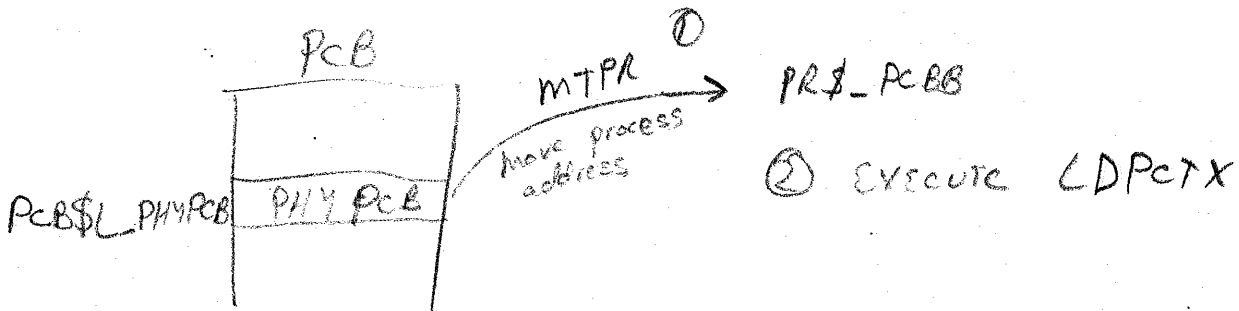 PCB
①
MTPR
PR$_PCBB
move process
address
② EXECUTE LDPCTX
PCB$L_PHYPCB
PHY PCB